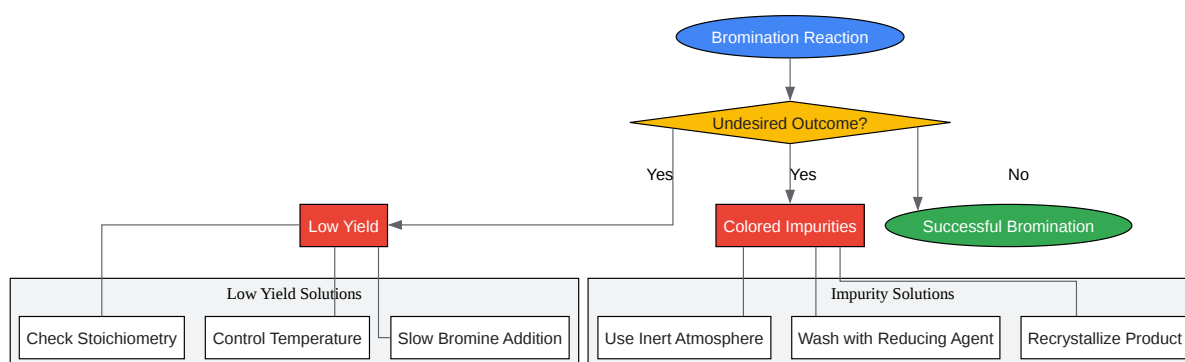 Bromination Reaction
Undesired Outcome?
Yes
Yes
No
Low Yield
Colored Impurities
Successful Bromination
Low Yield Solutions
Impurity Solutions
Check Stoichiometry
Control Temperature
Slow Bromine Addition
Use Inert Atmosphere
Wash with Reducing Agent
Recrystallize Product